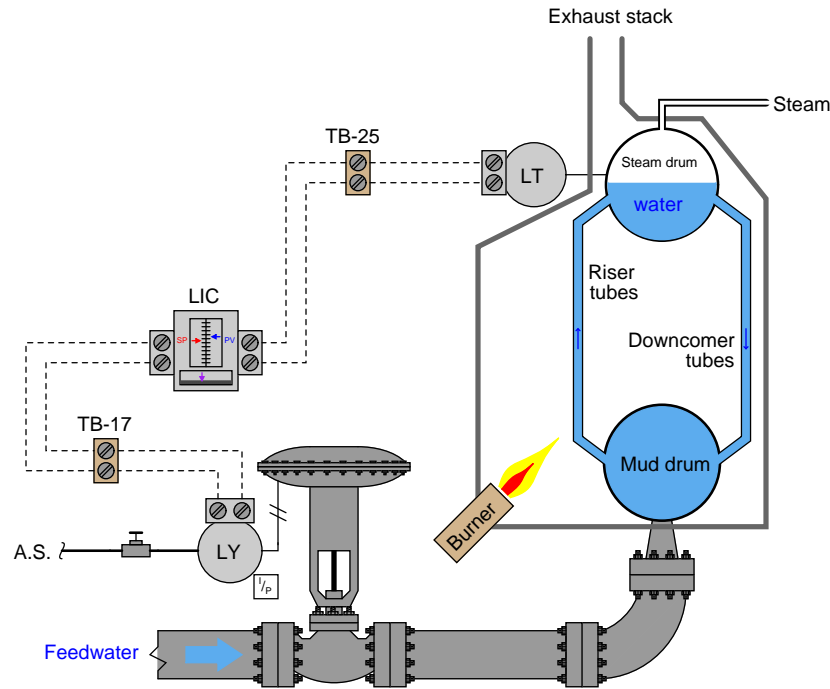 Exhaust stack
Steam
TB-25
Steam drum
LT
water
Riser
tubes
LIC
SP
PV
Downcomer
tubes
TB-17
Mud drum
Burner
A.S.
LY
I/P
Feedwater